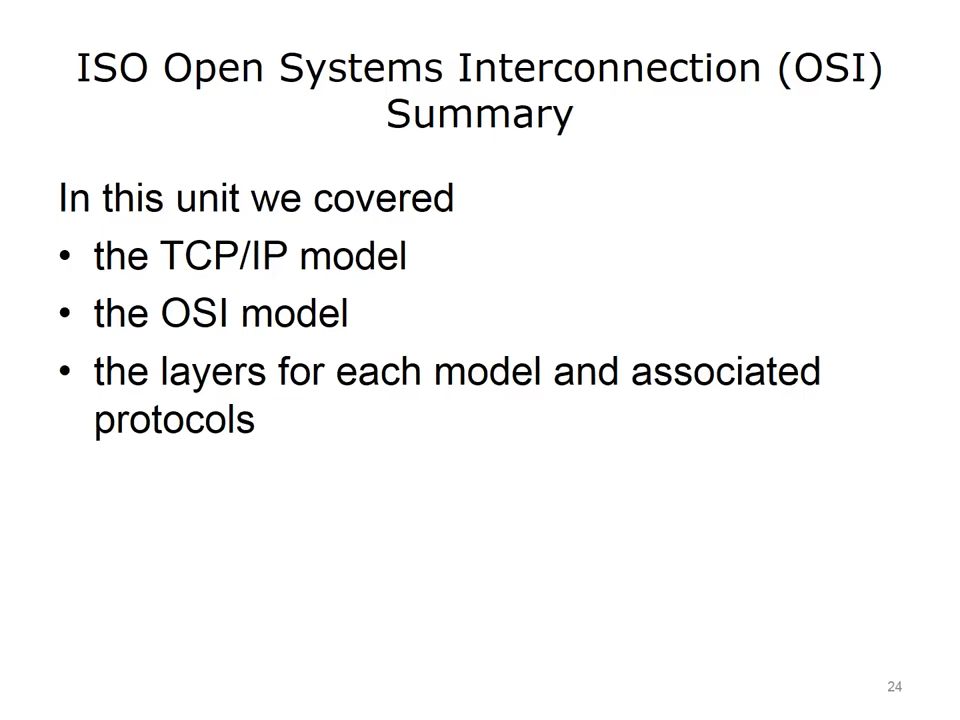 ISO Open Systems Interconnection (OSI)
Summary
In this unit we covered
• the TCP/IP model
• the OSI model
• the layers for each model and associated
protocols
24